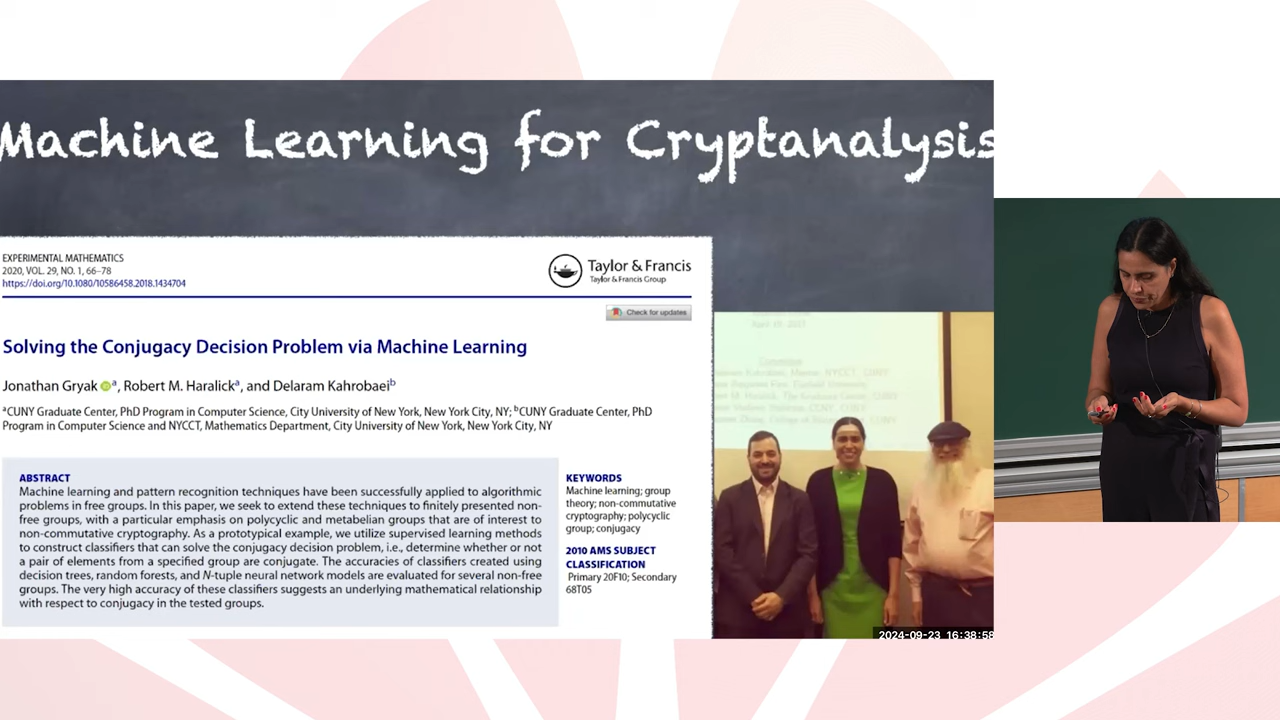 Machine Learning for Cryptanalysis
EXPERIMENTAL MATHEMATICS
2020, VOL. 29, NO. 1, 66–78
https://doi.org/10.1080/10586458.2018.1434704
Taylor & Francis
Taylor & Francis Group
Check for updates
Solving the Conjugacy Decision Problem via Machine Learning
Jonathan Gryak iD a, Robert M. Haralick a, and Delaram Kahrobaei b
aCUNY Graduate Center, PhD Program in Computer Science, City University of New York, New York City, NY; bCUNY Graduate Center, PhD
Program in Computer Science and NYCCT, Mathematics Department, City University of New York, New York City, NY
ABSTRACT
Machine learning and pattern recognition techniques have been successfully applied to algorithmic
problems in free groups. In this paper, we seek to extend these techniques to finitely presented non-
free groups, with a particular emphasis on polycyclic and metabelian groups that are of interest to
non-commutative cryptography. As a prototypical example, we utilize supervised learning methods
to construct classifiers that can solve the conjugacy decision problem, i.e., determine whether or not
a pair of elements from a specified group are conjugate. The accuracies of classifiers created using
decision trees, random forests, and N-tuple neural network models are evaluated for several non-free
groups. The very high accuracy of these classifiers suggests an underlying mathematical relationship
with respect to conjugacy in the tested groups.
KEYWORDS
Machine learning; group
theory; non-commutative
cryptography; polycyclic
group; conjugacy
2010 AMS SUBJECT
CLASSIFICATION
Primary 20F10; Secondary
68T05
2024-09-23 16:38:58